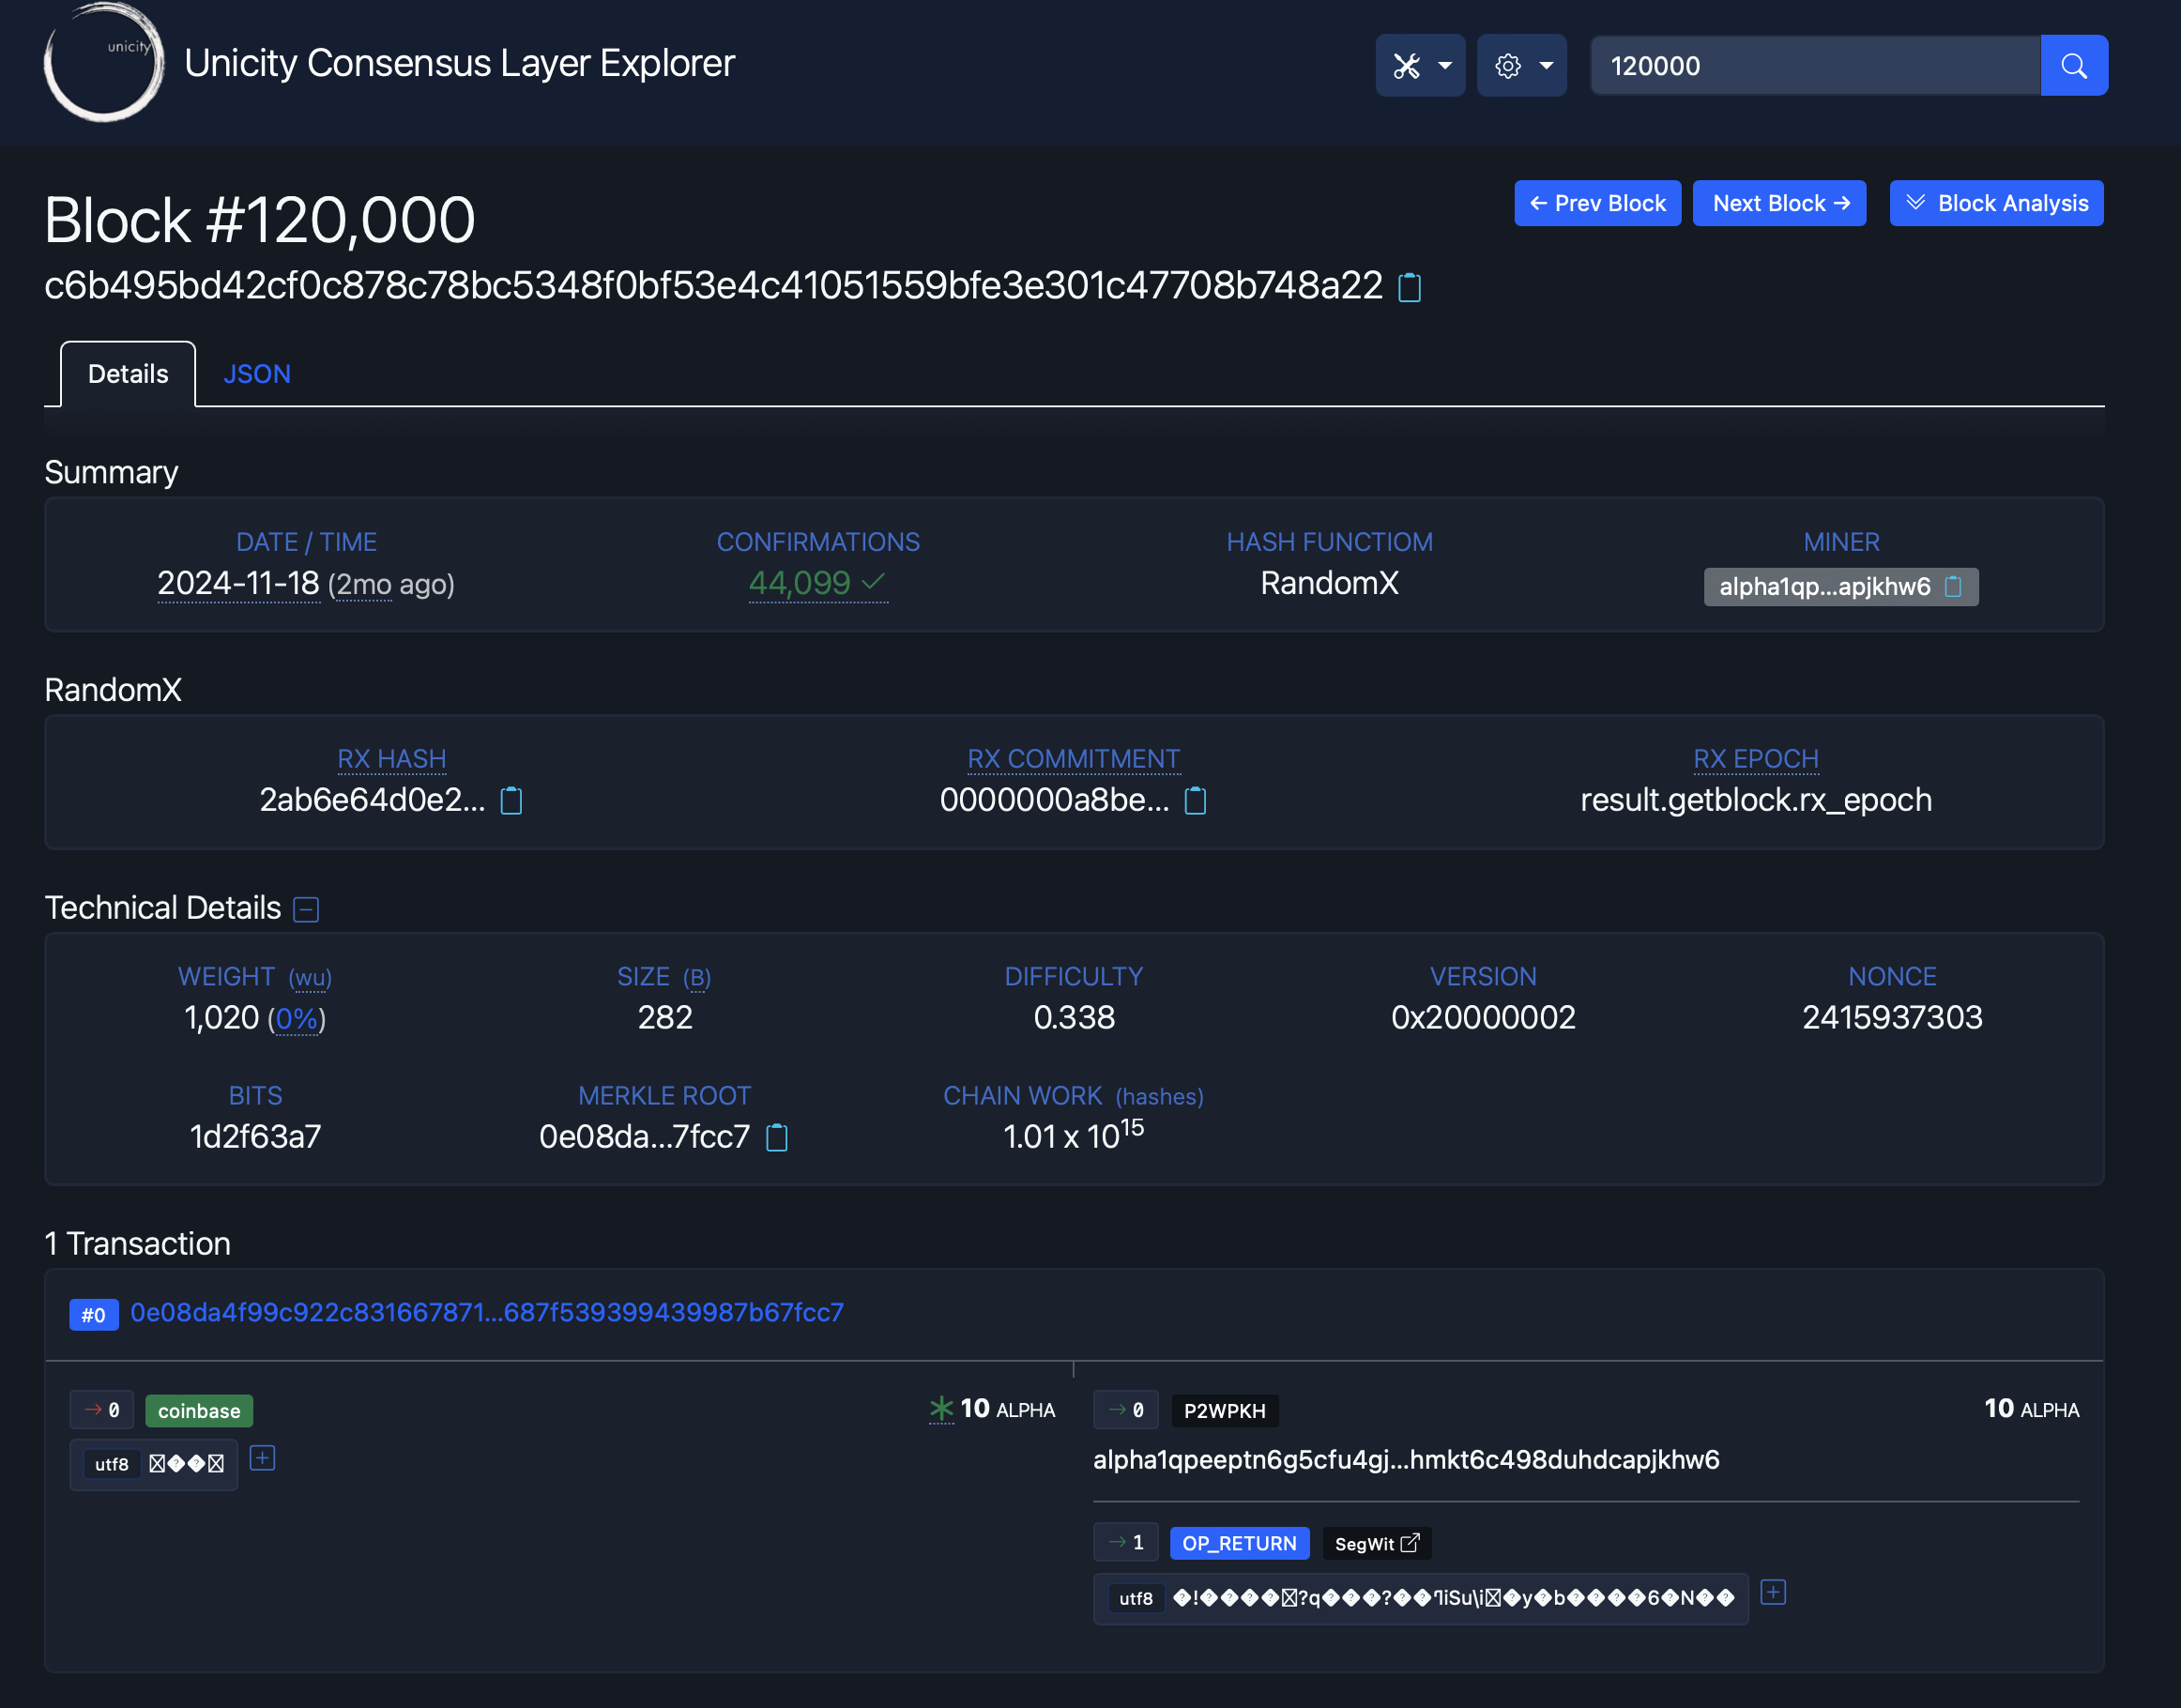 unicity
Unicity Consensus Layer Explorer
120000
Block #120,000
← Prev Block
Next Block →
Block Analysis
c6b495bd42cf0c878c78bc5348f0bf53e4c41051559bfe3e301c47708b748a22
Details
JSON
Summary
DATE / TIME
2024-11-18 (2mo ago)
CONFIRMATIONS
44,099
HASH FUNCTIOM
RandomX
MINER
alpha1qp...apjkhw6
RandomX
RX HASH
2ab6e64d0e2...
RX COMMITMENT
0000000a8be...
RX EPOCH
result.getblock.rx_epoch
Technical Details
WEIGHT (wu)
1,020 (0%)
SIZE (B)
282
DIFFICULTY
0.338
VERSION
0x20000002
NONCE
2415937303
BITS
1d2f63a7
MERKLE ROOT
0e08da...7fcc7
CHAIN WORK (hashes)
1.01 x 10^15
1 Transaction
#0 0e08da4f99c922c831667871...687f539399439987b67fcc7
→ 0 coinbase
10 ALPHA
utf8
→ 0 P2WPKH
10 ALPHA
alpha1qpeeptn6g5cfu4gj...hmkt6c498duhdcapjkhw6
→ 1 OP_RETURN SegWit
utf8